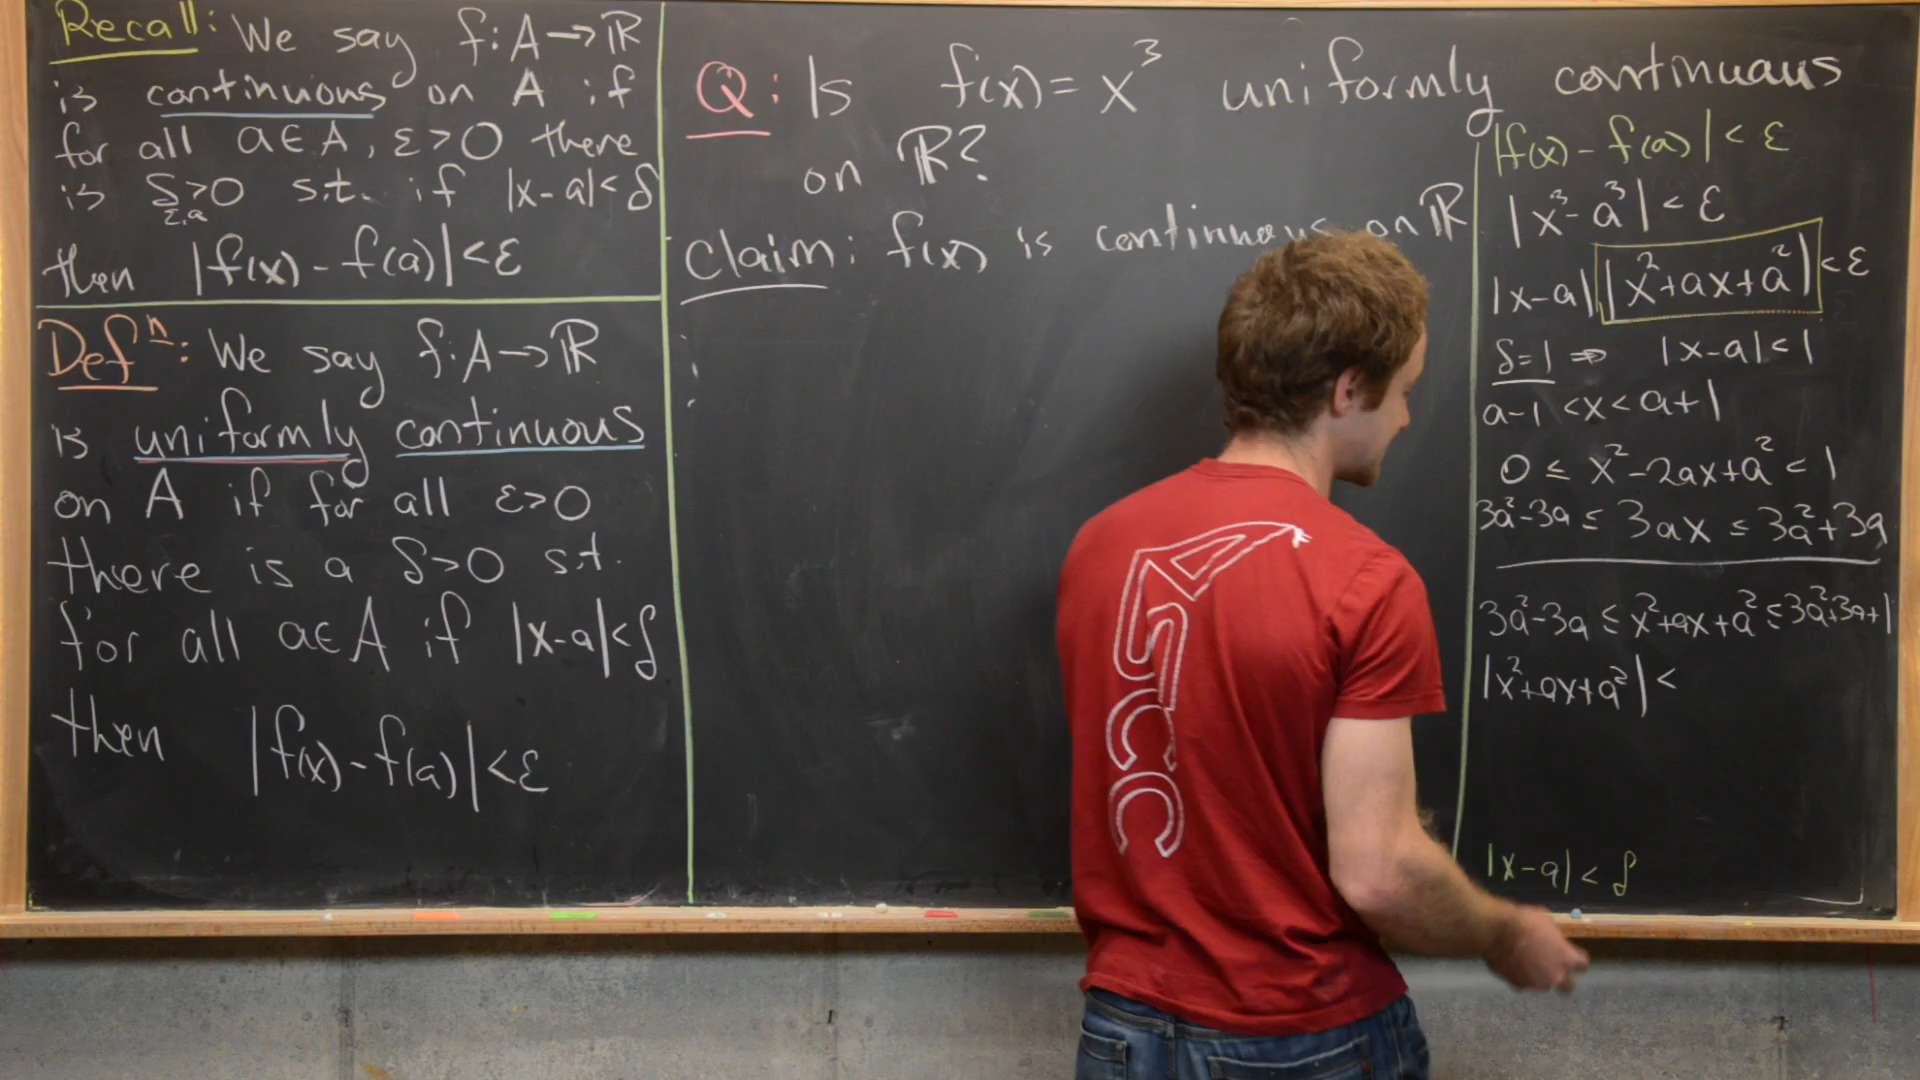 Recall: We say f: A → ℝ
is continuous on A if
for all a ∈ A, ε>0 there
is δ>0 s.t. if |x-a|<δ
ε,a
then |f(x) - f(a)|<ε
Defⁿ: We say f: A → ℝ
is uniformly continuous
on A if for all ε>0
there is a δ>0 s.t.
for all a∈A if |x-a|<δ
then |f(x)-f(a)|<ε
Q: Is f(x)= x³ uniformly continuous
on ℝ?
Claim: f(x) is continuous on ℝ
|f(x) - f(a)|<ε
|x³-a³|<ε
|x-a||x²+ax+a²|<ε
δ=1 ⇒ |x-a|<1
a-1<x<a+1
0 ≤ x²-2ax+a² < 1
3a²-3a ≤ 3ax ≤ 3a²+3a
3a²-3a ≤ x²+ax+a² ≤ 3a²+3a+1
|x²+ax+a²| <
|x-a|<δ
AGCC